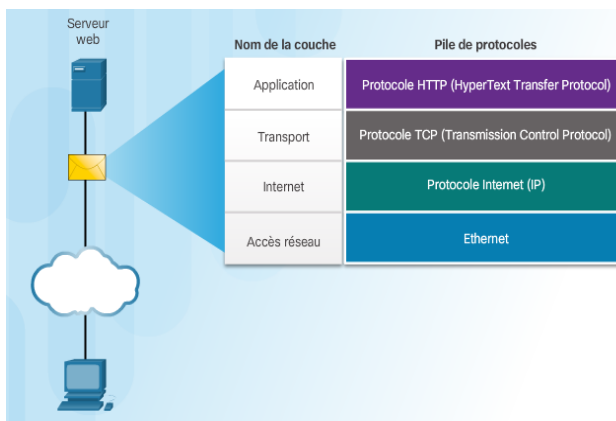 Serveur
web
Nom de la couche
Pile de protocoles
Application
Protocole HTTP (HyperText Transfer Protocol)
Transport
Protocole TCP (Transmission Control Protocol)
Internet
Protocole Internet (IP)
Accès réseau
Ethernet